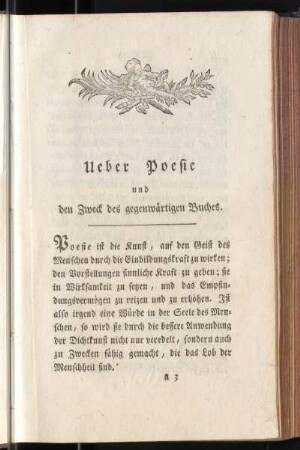 Ueber Poesie
und
den Zweck des gegenwärtigen Buches.
Poesie ist die Kunst, auf den Geist des
Menschen durch die Einbildungskraft zu wirken;
den Vorstellungen sinnliche Kraft zu geben; sie
in Wirksamkeit zu setzen, und das Empfin-
dungsvermögen zu reizen und zu erhöhen. Ist
also irgend eine Würde in der Seele des Men-
schen, so wird sie durch die bessere Anwendung
der Dichtkunst nicht nur veredelt, sondern auch
zu Zwecken fähig gemacht, die das Lob der
Menschheit sind.
a 3